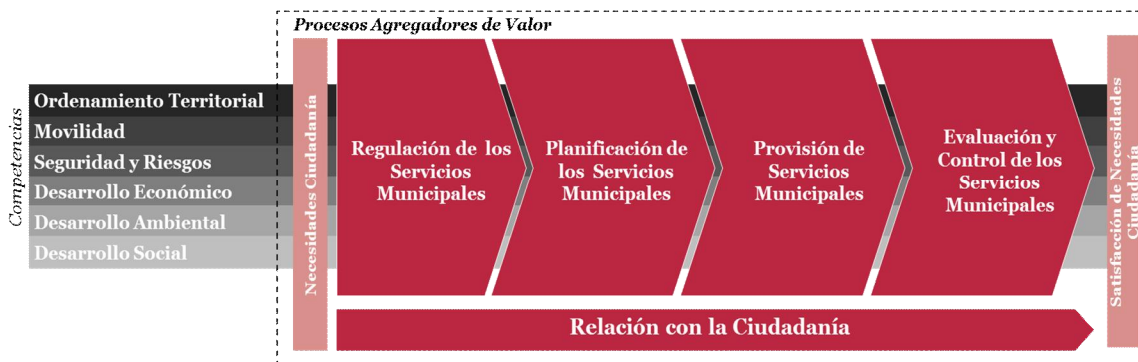 Procesos Agregadores de Valor
Competencias
Ordenamiento Territorial
Movilidad
Seguridad y Riesgos
Desarrollo Económico
Desarrollo Ambiental
Desarrollo Social
Necesidades Ciudadanía
Regulación de los
Servicios
Municipales
Planificación de
los Servicios
Municipales
Provisión de
Servicios
Municipales
Evaluación y
Control de los
Servicios
Municipales
Satisfacción de Necesidades
Ciudadanía
Relación con la Ciudadanía